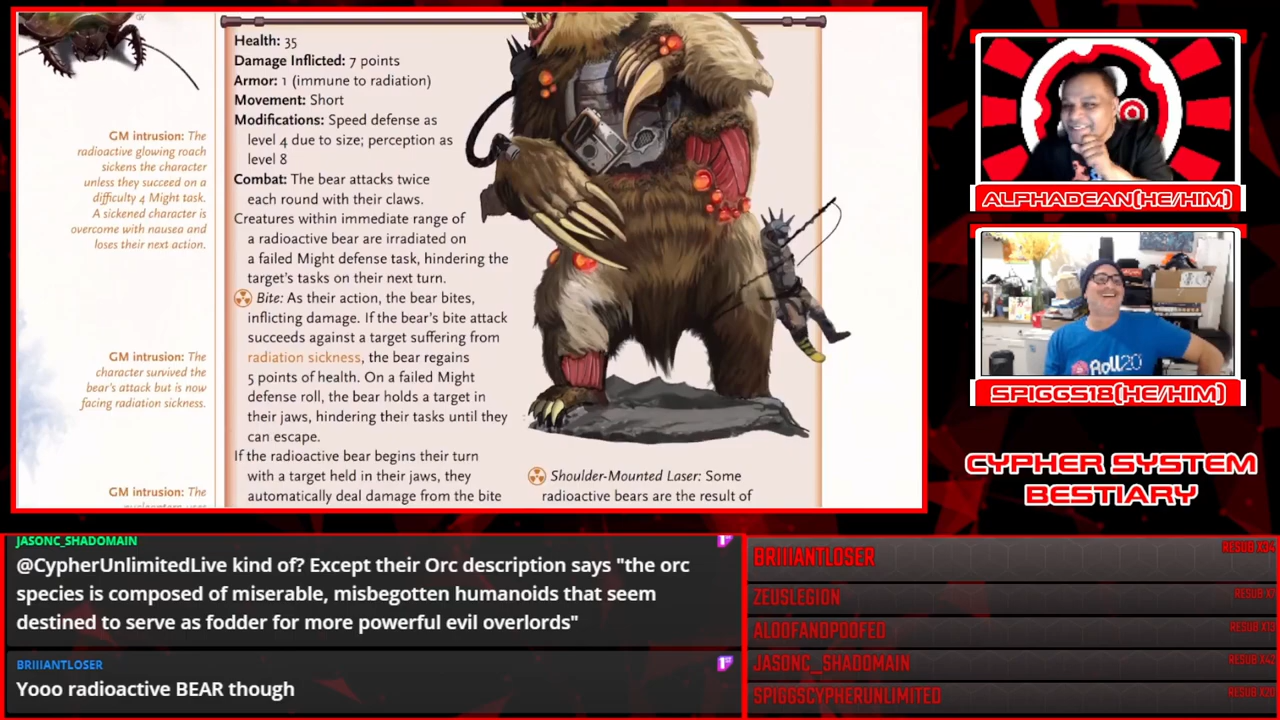 GM intrusion: The
radioactive glowing roach
sickens the character
unless they succeed on a
difficulty 4 Might task.
A sickened character is
overcome with nausea and
loses their next action.
GM intrusion: The
character survived the
bear's attack but is now
facing radiation sickness.
GM intrusion: The
Health: 35
Damage Inflicted: 7 points
Armor: 1 (immune to radiation)
Movement: Short
Modifications: Speed defense as
level 4 due to size; perception as
level 8
Combat: The bear attacks twice
each round with their claws.
Creatures within immediate range of
a radioactive bear are irradiated on
a failed Might defense task, hindering the
target's tasks on their next turn.
Bite: As their action, the bear bites,
inflicting damage. If the bear's bite attack
succeeds against a target suffering from
radiation sickness, the bear regains
5 points of health. On a failed Might
defense roll, the bear holds a target in
their jaws, hindering their tasks until they
can escape.
If the radioactive bear begins their turn
with a target held in their jaws, they
automatically deal damage from the bite
Shoulder-Mounted Laser: Some
radioactive bears are the result of
ALPHADEAN(HE/HIM)
Roll20
SPIGGS18(HE/HIM)
CYPHER SYSTEM
BESTIARY
JASONC_SHADOMAIN
@CypherUnlimitedLive kind of? Except their Orc description says "the orc
species is composed of miserable, misbegotten humanoids that seem
destined to serve as fodder for more powerful evil overlords"
BRIIIANTLOSER
Yooo radioactive BEAR though
BRIIIANTLOSER RESUB X34
ZEUSLEGION RESUB X7
ALOOFANDPOOFED RESUB X13
JASONC_SHADOMAIN RESUB X42
SPIGGSCYPHERUNLIMITED RESUB X20